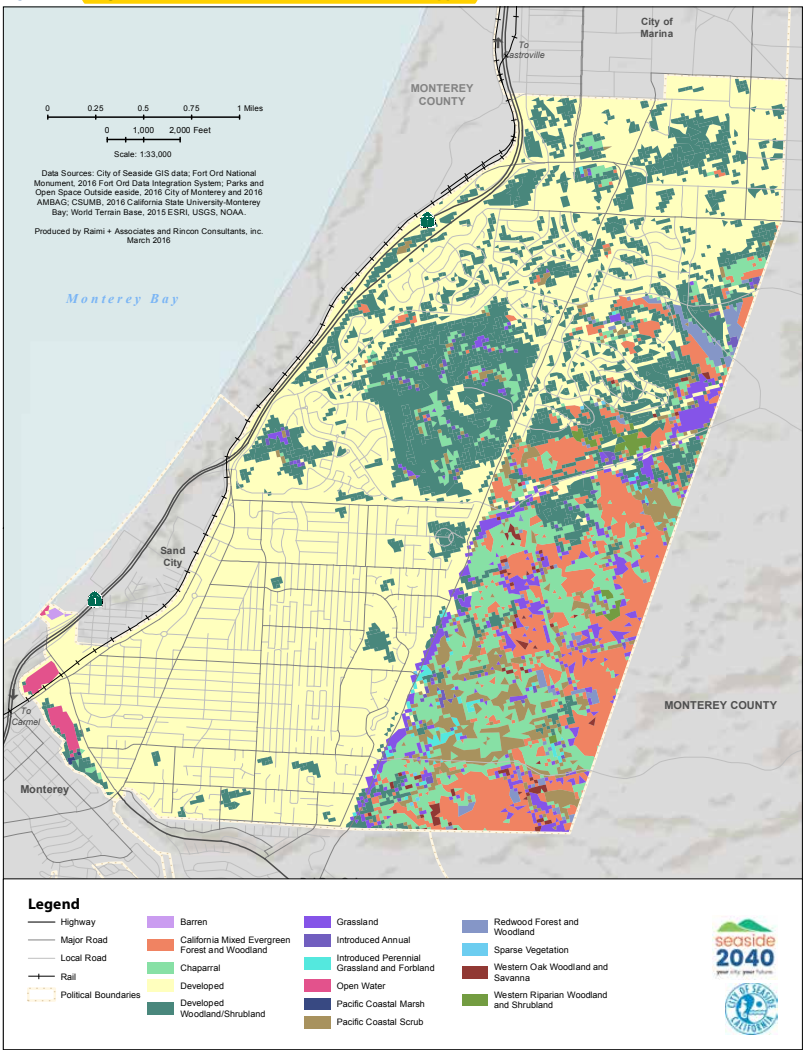 City of
Marina
To
Castroville
MONTEREY
COUNTY
0 0.25 0.5 0.75 1 Miles
0 1,000 2,000 Feet
Scale: 1:33,000
Data Sources: City of Seaside GIS data; Fort Ord National
Monument, 2016 Fort Ord Data Integration System; Parks and
Open Space Outside easide, 2016 City of Monterey and 2016
AMBAG; CSUMB, 2016 California State University-Monterey
Bay; World Terrain Base, 2015 ESRI, USGS, NOAA.
Produced by Raimi + Associates and Rincon Consultants, inc.
March 2016
Monterey Bay
Sand
City
1
MONTEREY COUNTY
To
Carmel
Monterey
Legend
Highway
Major Road
Local Road
Rail
Political Boundaries
Barren
California Mixed Evergreen
Forest and Woodland
Chaparral
Developed
Developed
Woodland/Shrubland
Grassland
Introduced Annual
Introduced Perennial
Grassland and Forbland
Open Water
Pacific Coastal Marsh
Pacific Coastal Scrub
Redwood Forest and
Woodland
Sparse Vegetation
Western Oak Woodland and
Savanna
Western Riparian Woodland
and Shrubland
seaside
2040
your city. your future.
CITY OF SEASIDE
CALIFORNIA